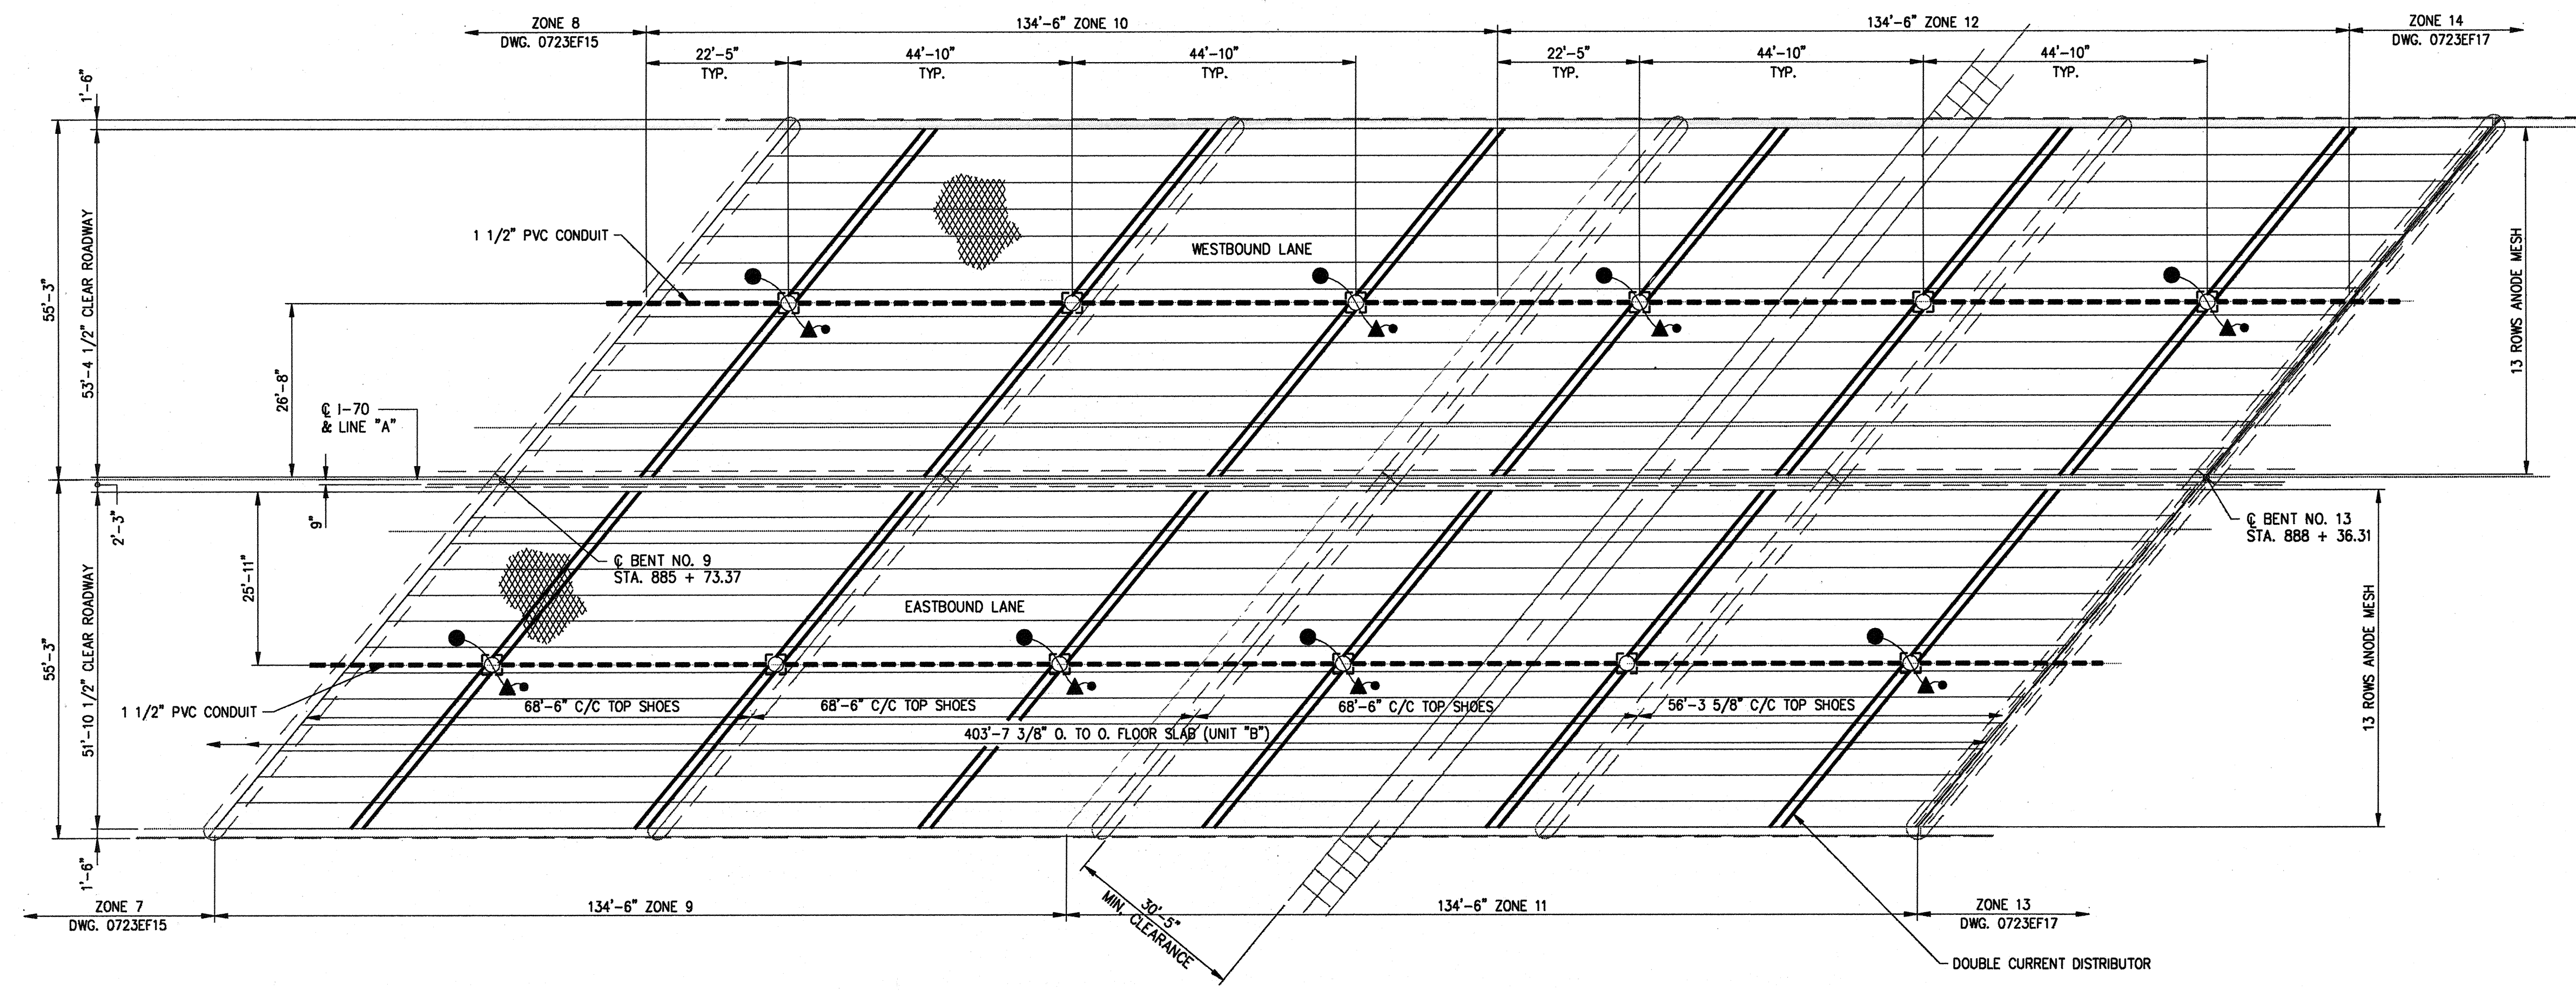 ZONE 8
DWG. 0723EF15
134'-6" ZONE 10
134'-6" ZONE 12
ZONE 14
DWG. 0723EF17
22'-5"
TYP.
44'-10"
TYP.
44'-10"
TYP.
22'-5"
TYP.
44'-10"
TYP.
44'-10"
TYP.
1'-6"
55'-3"
53'-4 1/2" CLEAR ROADWAY
1 1/2" PVC CONDUIT
WESTBOUND LANE
13 ROWS ANODE MESH
26'-8"
℄ I-70
& LINE "A"
2'-3"
9"
℄ BENT NO. 9
STA. 885 + 73.37
℄ BENT NO. 13
STA. 888 + 36.31
55'-3"
51'-10 1/2" CLEAR ROADWAY
25'-11"
EASTBOUND LANE
13 ROWS ANODE MESH
1 1/2" PVC CONDUIT
68'-6" C/C TOP SHOES
68'-6" C/C TOP SHOES
68'-6" C/C TOP SHOES
56'-3 5/8" C/C TOP SHOES
403'-7 3/8" O. TO O. FLOOR SLAB (UNIT "B")
1'-6"
ZONE 7
DWG. 0723EF15
134'-6" ZONE 9
30'-5"
MIN. CLEARANCE
134'-6" ZONE 11
ZONE 13
DWG. 0723EF17
DOUBLE CURRENT DISTRIBUTOR